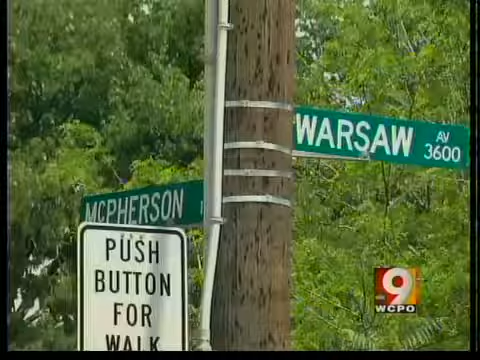 WARSAW AV 3600
MCPHERSON
PUSH
BUTTON
FOR
WALK
9
WCPO